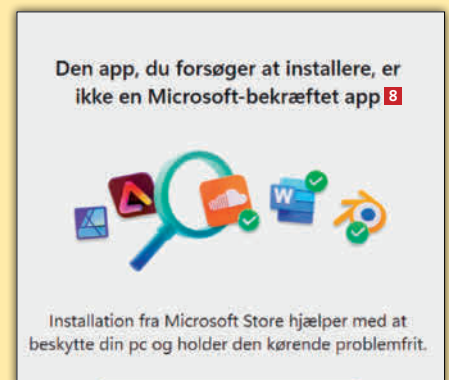 Den app, du forsøger at installere, er
ikke en Microsoft-bekræftet app 8
W
Installation fra Microsoft Store hjælper med at
beskytte din pc og holder den kørende problemfrit.